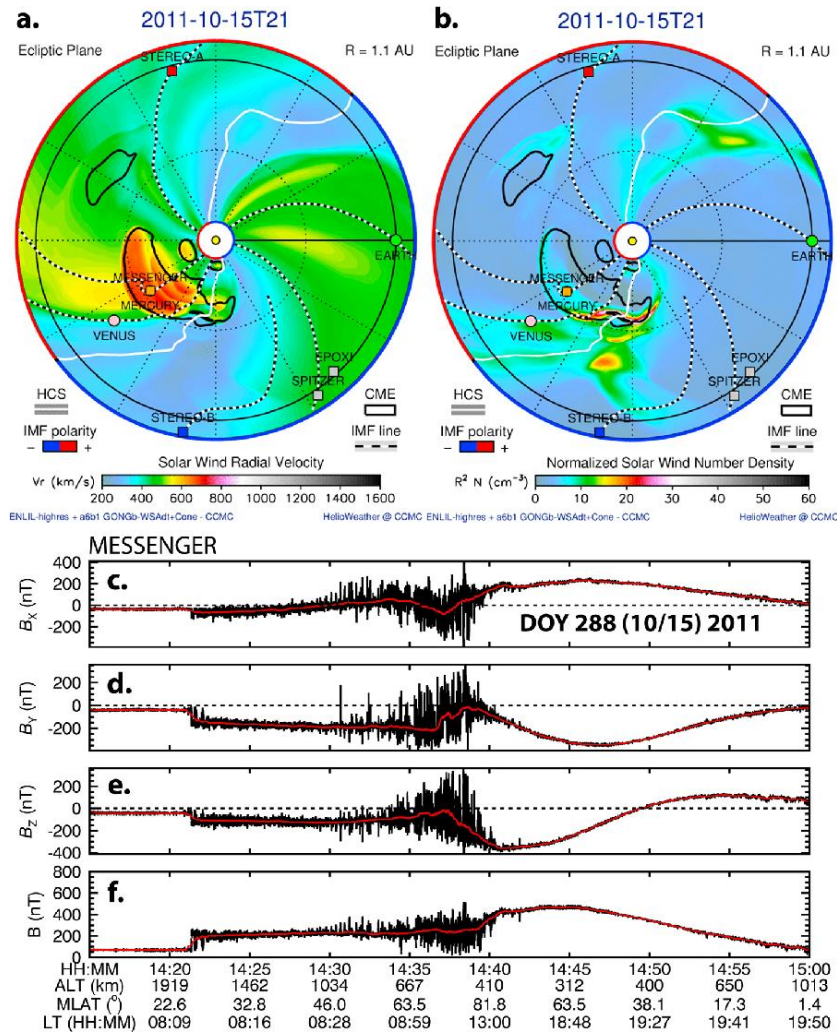 a.
2011-10-15T21
Ecliptic Plane
R = 1.1 AU
STEREO-A
EARTH
MESSENGER
MERCURY
VENUS
EPOXI
SPITZER
STEREO-B
HCS
CME
IMF polarity
- +
IMF line
Solar Wind Radial Velocity
Vr (km/s)
200 400 600 800 1000 1200 1400 1600
ENLIL-highres + a6b1 GONGb-WSAdt+Cone - CCMC
HelioWeather @ CCMC
b.
2011-10-15T21
Ecliptic Plane
R = 1.1 AU
STEREO-A
EARTH
MESSENGER
MERCURY
VENUS
EPOXI
SPITZER
STEREO-B
HCS
CME
IMF polarity
- +
IMF line
Normalized Solar Wind Number Density
R² N (cm⁻³)
0 10 20 30 40 50 60
ENLIL-highres + a6b1 GONGb-WSAdt+Cone - CCMC
HelioWeather @ CCMC
MESSENGER
c.
BX (nT)
400
200
0
-200
DOY 288 (10/15) 2011
d.
BY (nT)
200
0
-200
e.
BZ (nT)
200
0
-200
-400
f.
B (nT)
800
600
400
200
0
HH:MM 14:20 14:25 14:30 14:35 14:40 14:45 14:50 14:55 15:00
ALT (km) 1919 1462 1034 667 410 312 400 650 1013
MLAT (°) 22.6 32.8 46.0 63.5 81.8 63.5 38.1 17.3 1.4
LT (HH:MM) 08:09 08:16 08:28 08:59 13:00 18:48 19:27 19:41 19:50